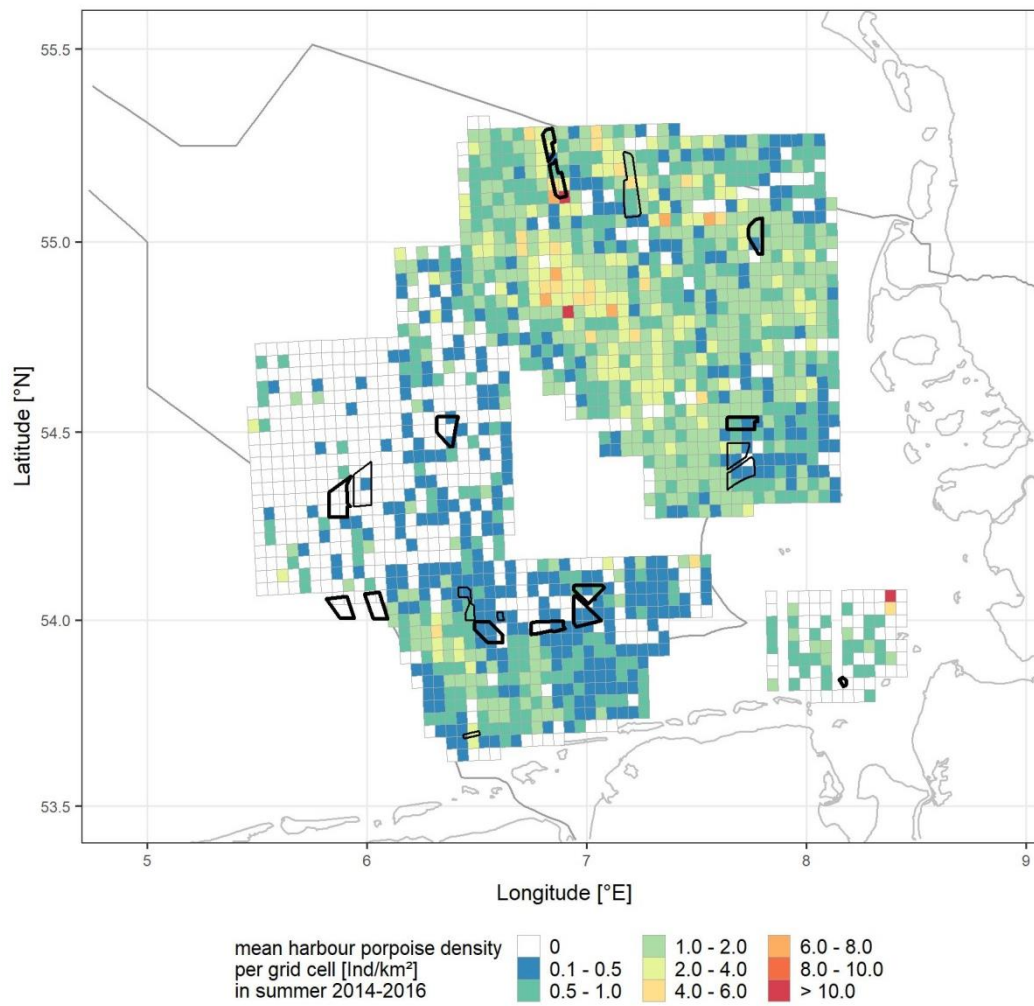 55.5
55.0
54.5
54.0
53.5
Latitude [°N]
5 6 7 8 9
Longitude [°E]
mean harbour porpoise density
per grid cell [Ind/km²]
in summer 2014-2016
0
0.1 - 0.5
0.5 - 1.0
1.0 - 2.0
2.0 - 4.0
4.0 - 6.0
6.0 - 8.0
8.0 - 10.0
> 10.0